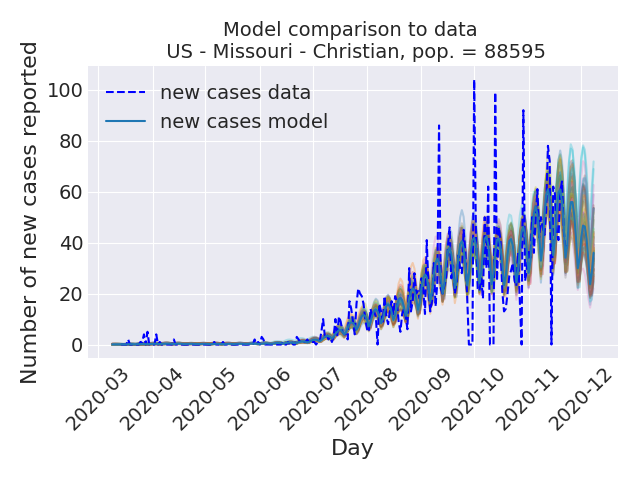 Model comparison to data
US - Missouri - Christian, pop. = 88595
new cases data
new cases model
Number of new cases reported
100
80
60
40
20
0
2020-03
2020-04
2020-05
2020-06
2020-07
2020-08
2020-09
2020-10
2020-11
2020-12
Day